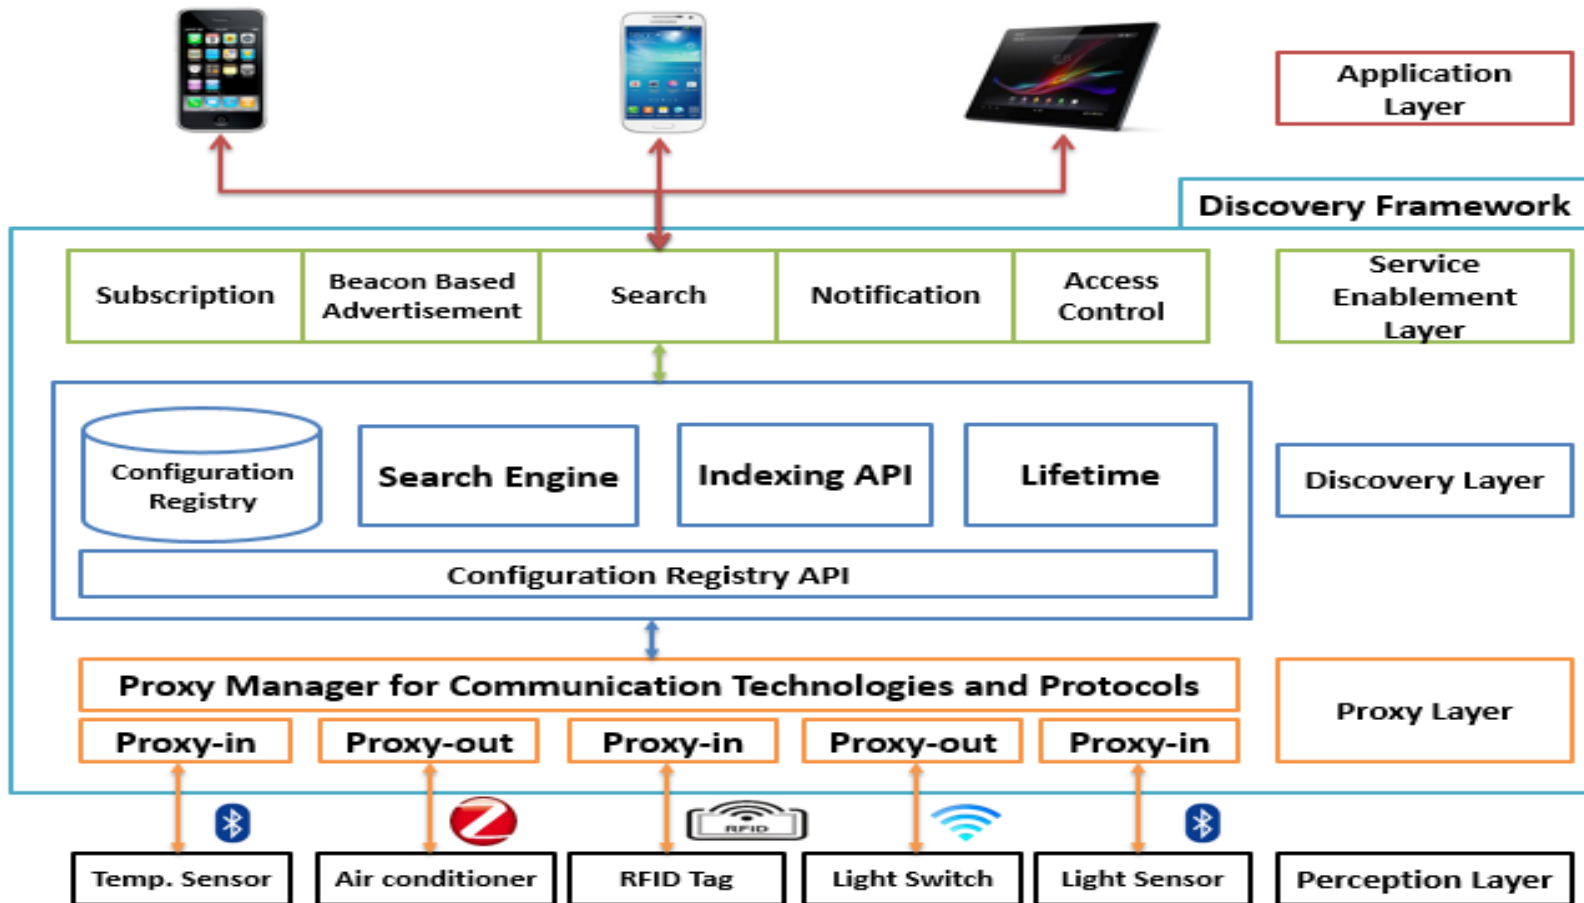 Application
Layer
Discovery Framework
Subscription
Beacon Based
Advertisement
Search
Notification
Access
Control
Service
Enablement
Layer
Configuration
Registry
Search Engine
Indexing API
Lifetime
Discovery Layer
Configuration Registry API
Proxy Manager for Communication Technologies and Protocols
Proxy Layer
Proxy-in
Proxy-out
Proxy-in
Proxy-out
Proxy-in
RFID
Temp. Sensor
Air conditioner
RFID Tag
Light Switch
Light Sensor
Perception Layer